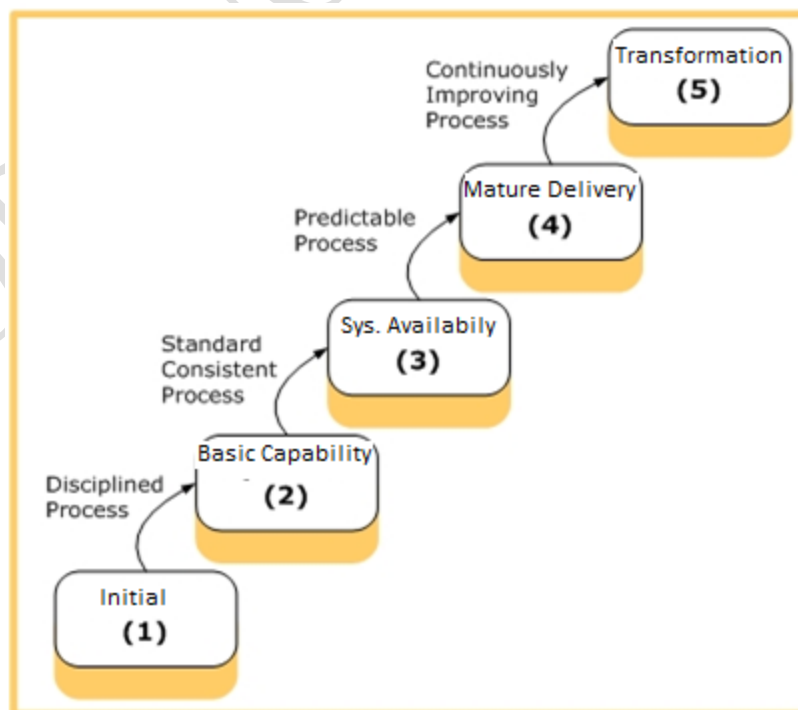 Transformation
(5)
Continuously
Improving
Process
Mature Delivery
(4)
Predictable
Process
Sys. Availabily
(3)
Standard
Consistent
Process
Basic Capability
(2)
Disciplined
Process
Initial
(1)